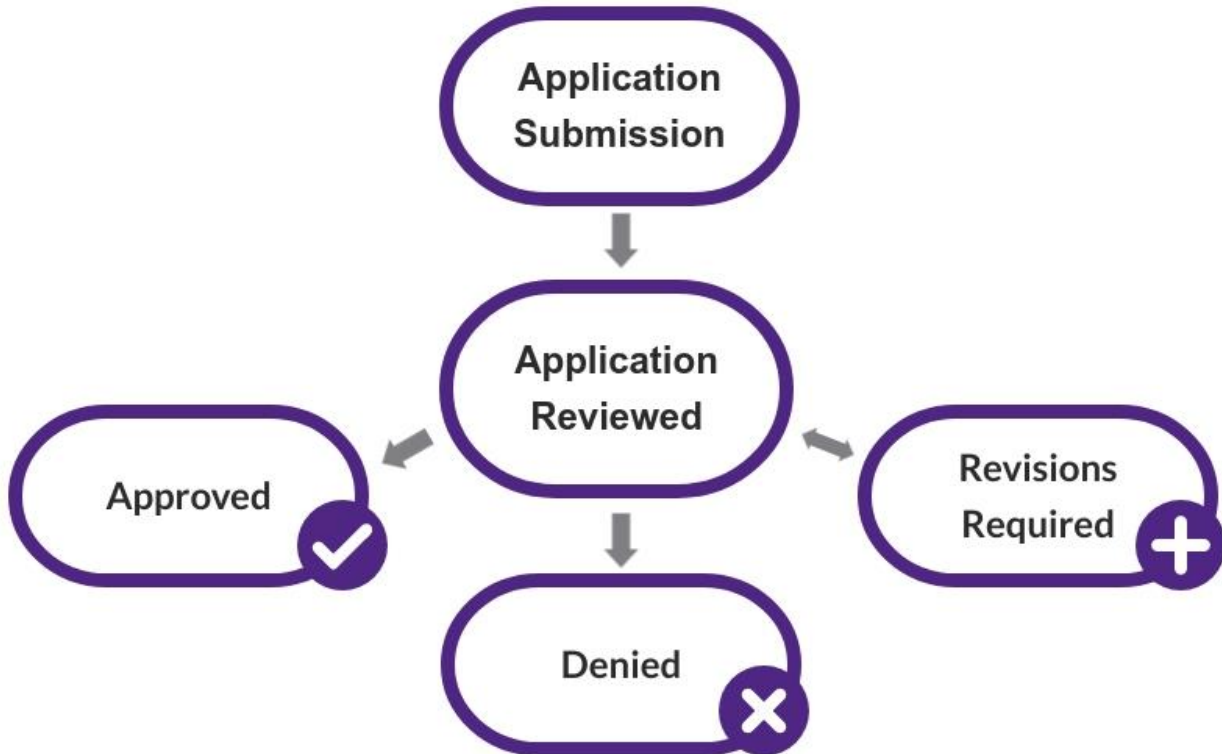 Application
Submission
Application
Reviewed
Approved
Revisions
Required
Denied